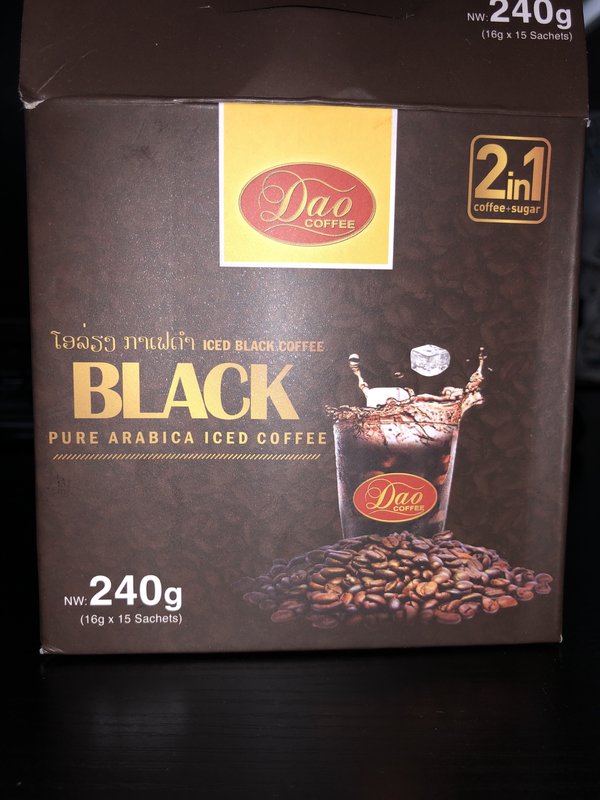 NW: 240g
(16g x 15 Sachets)
Dao
COFFEE
2in1
coffee+sugar
ໂອລ່ຽງ ກາເຟດຳ ICED BLACK COFFEE
BLACK
PURE ARABICA ICED COFFEE
Dao
COFFEE
NW: 240g
(16g x 15 Sachets)